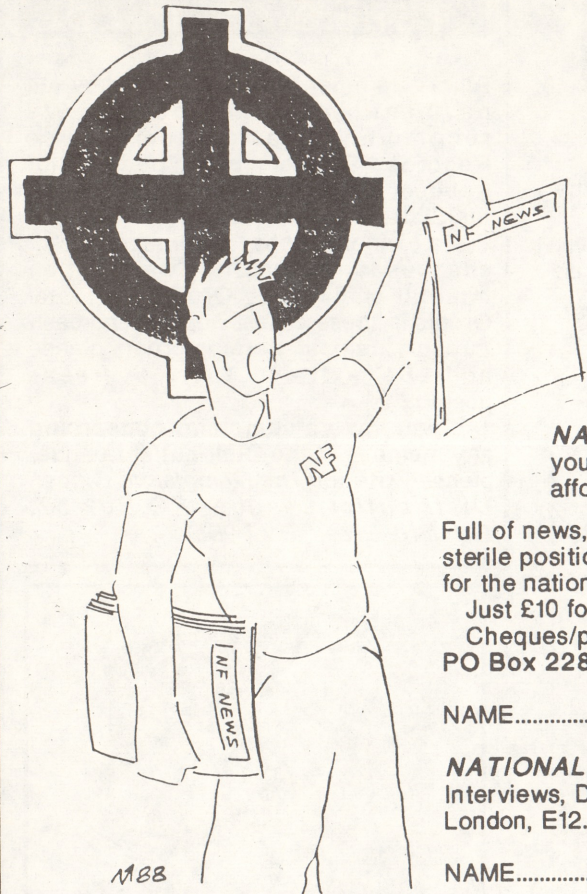 NF NEWS
NF
NF NEWS
M88
NA
you
affo
Full of news,
sterile positio
for the nation
Just £10 fo
Cheques/p
PO Box 228
NAME..............
NATIONAL
Interviews, D
London, E12.
NAME..............